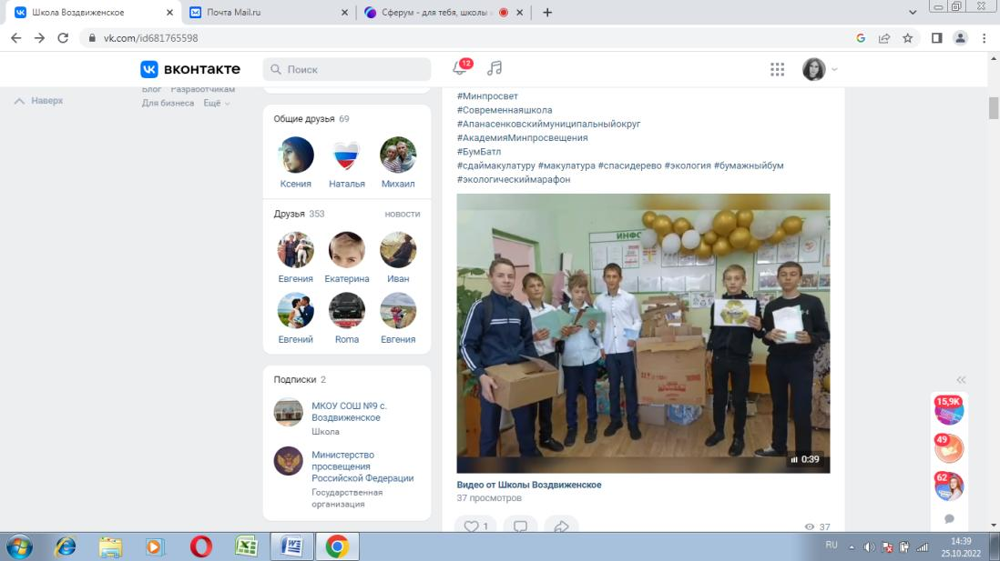 Школа Воздвиженское
Почта Mail.ru
Сферум - для тебя, школы
vk.com/id681765598
вконтакте
Поиск
12
Наверх
Блог Разработчикам
Для бизнеса Ещё
Общие друзья 69
Ксения Наталья Михаил
Друзья 353 новости
Евгения Екатерина Иван
Евгений Roma Евгения
Подписки 2
МКОУ СОШ №9 с.
Воздвиженское
Школа
Министерство
просвещения
Российской Федерации
Государственная
организация
#Минпросвет
#Современнаяшкола
#Апанасенковскиймуниципальныйокруг
#АкадемияМинпросвещения
#БумБатл
#сдаймакулатуру #макулатура #спасидерево #экология #бумажныйбум
#экологическиймарафон
0:39
Видео от Школы Воздвиженское
37 просмотров
1
37
15,9K
49
62
RU
14:39
25.10.2022